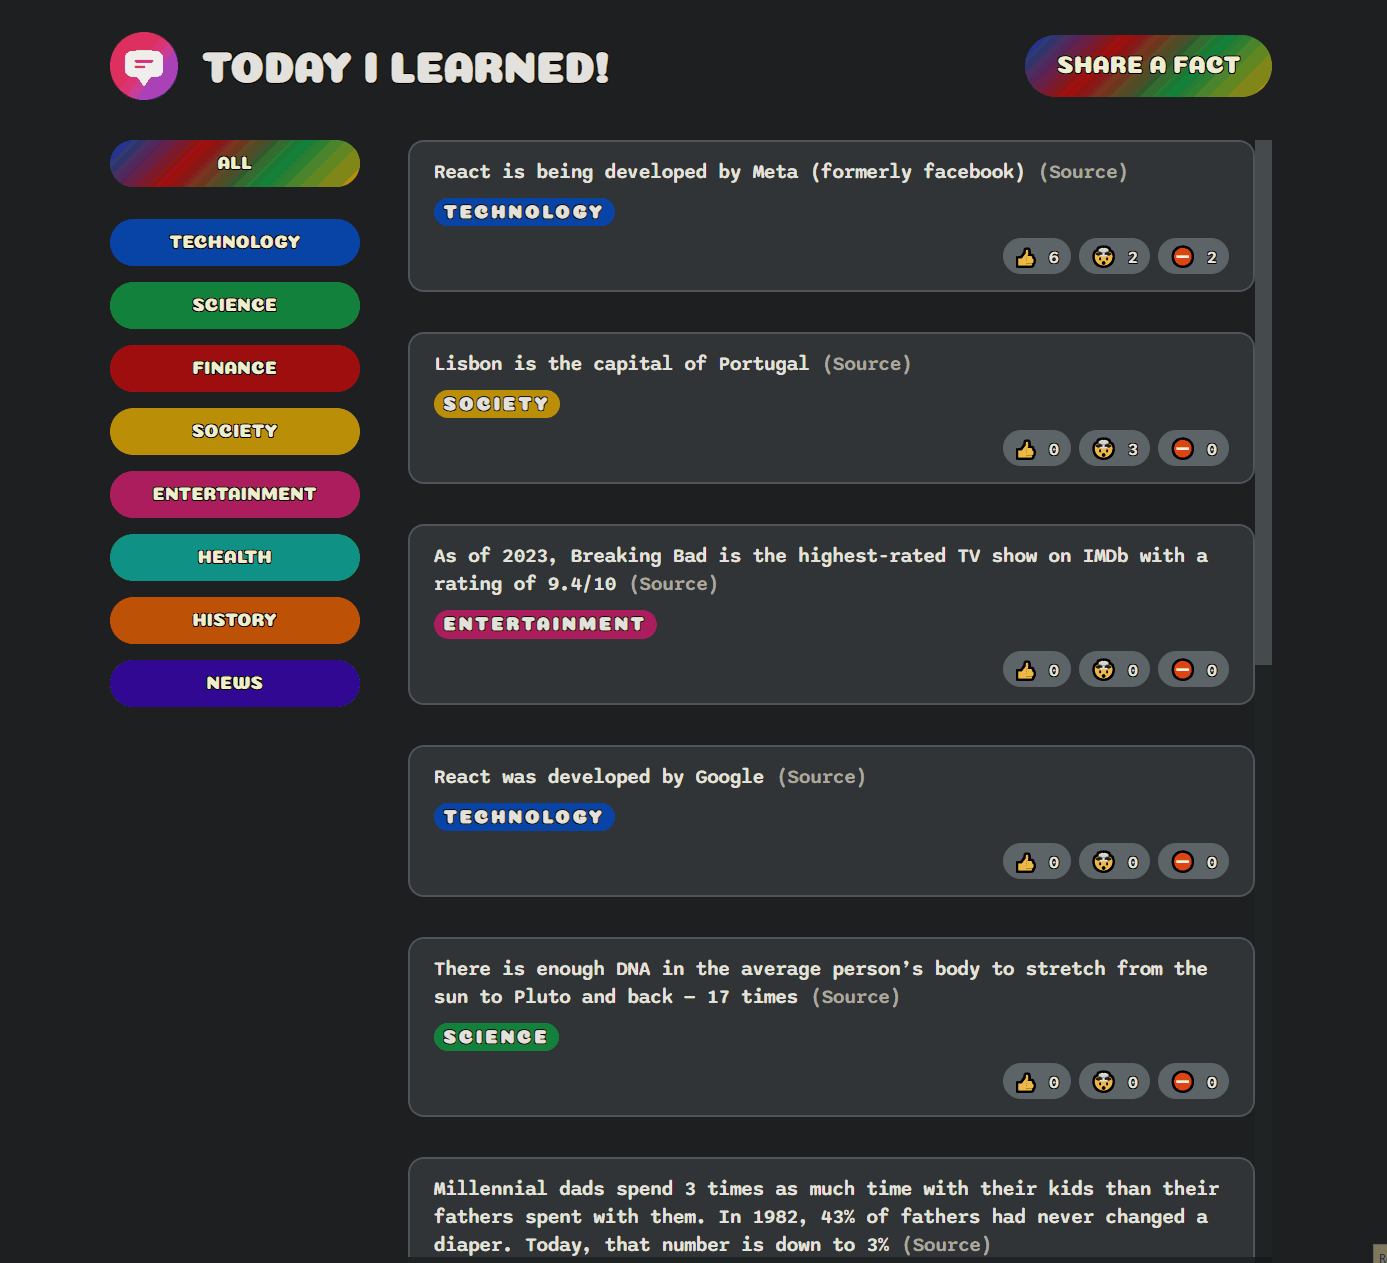 TODAY I LEARNED!
SHARE A FACT
ALL
TECHNOLOGY
SCIENCE
FINANCE
SOCIETY
ENTERTAINMENT
HEALTH
HISTORY
NEWS
React is being developed by Meta (formerly facebook) (Source)
TECHNOLOGY
👍 6 🤯 2 ⛔ 2
Lisbon is the capital of Portugal (Source)
SOCIETY
👍 0 🤯 3 ⛔ 0
As of 2023, Breaking Bad is the highest-rated TV show on IMDb with a
rating of 9.4/10 (Source)
ENTERTAINMENT
👍 0 🤯 0 ⛔ 0
React was developed by Google (Source)
TECHNOLOGY
👍 0 🤯 0 ⛔ 0
There is enough DNA in the average person’s body to stretch from the
sun to Pluto and back – 17 times (Source)
SCIENCE
👍 0 🤯 0 ⛔ 0
Millennial dads spend 3 times as much time with their kids than their
fathers spent with them. In 1982, 43% of fathers had never changed a
diaper. Today, that number is down to 3% (Source)